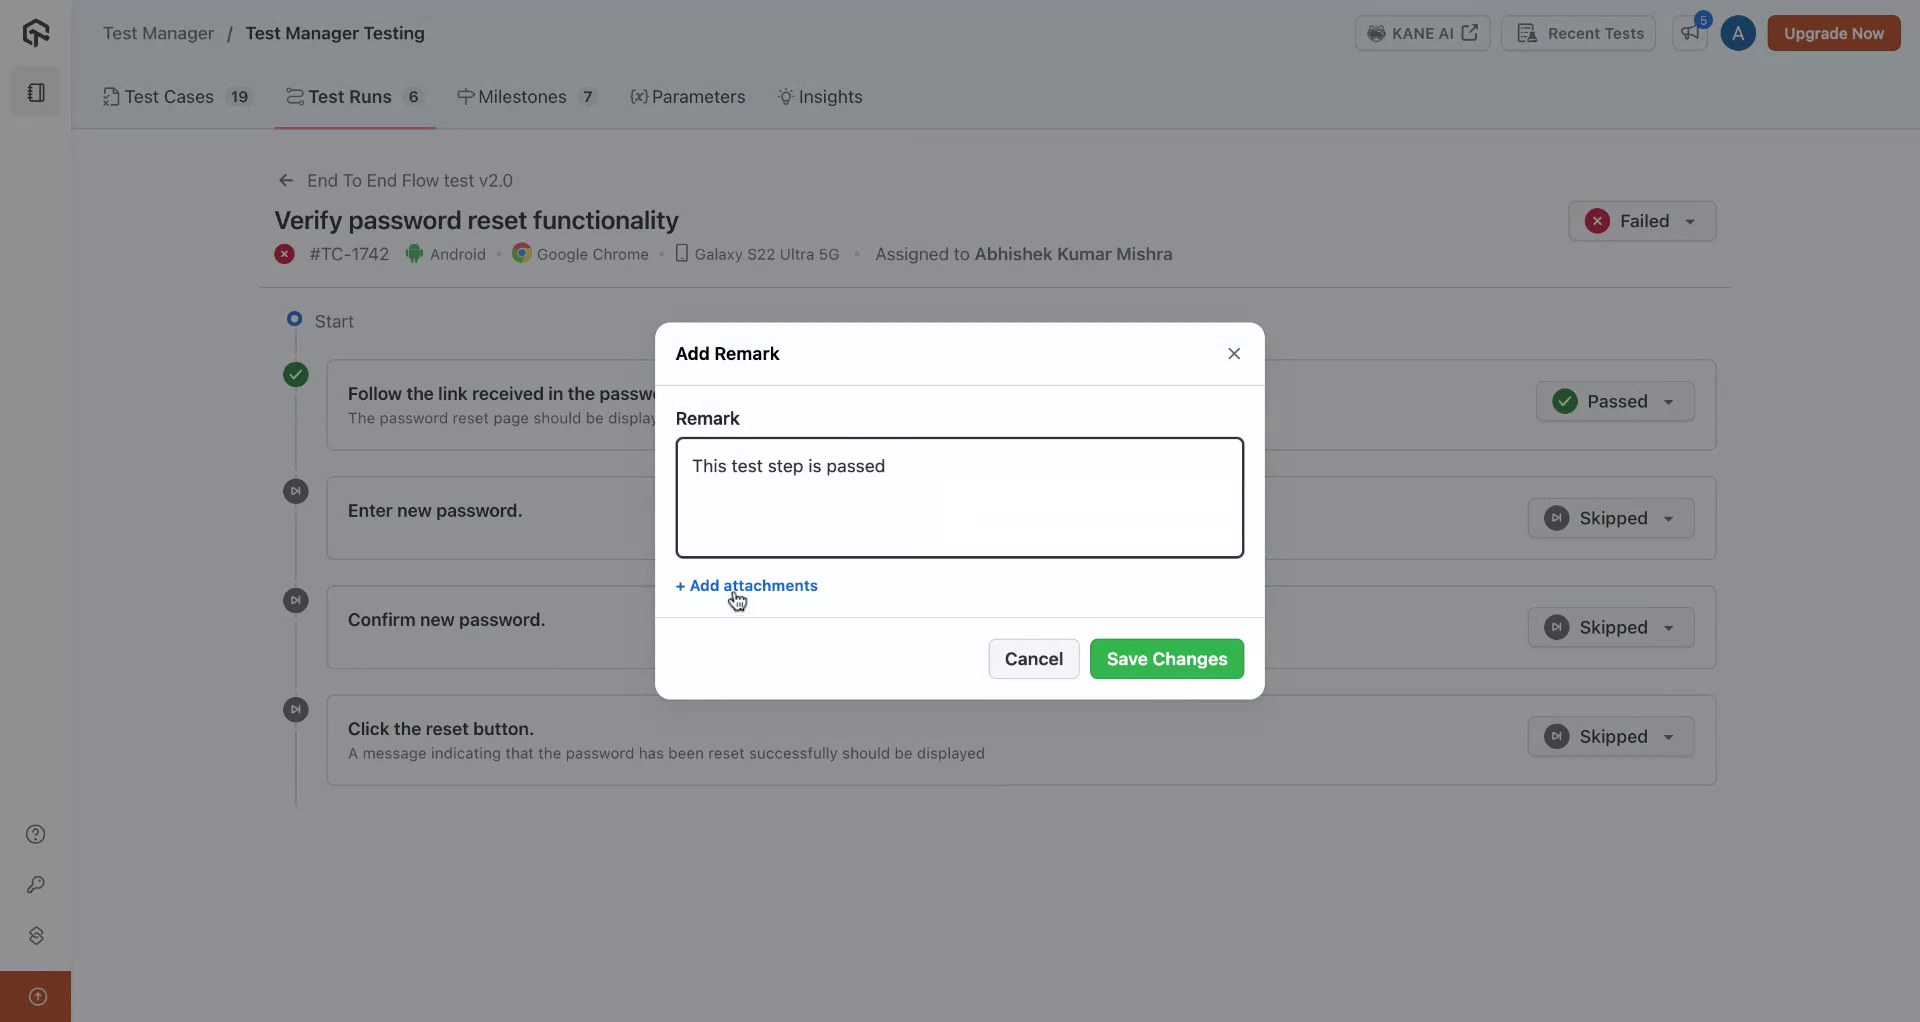 Test Manager / Test Manager Testing
KANE AI
Recent Tests
5
A
Upgrade Now
Test Cases 19
Test Runs 6
Milestones 7
{x} Parameters
Insights
End To End Flow test v2.0
Verify password reset functionality
Failed
#TC-1742 Android Google Chrome Galaxy S22 Ultra 5G Assigned to Abhishek Kumar Mishra
Start
Add Remark
Follow the link received in the
The password reset page should be
Passed
Remark
This test step is passed
Enter new password.
Skipped
+ Add attachments
Confirm new password.
Skipped
Cancel
Save Changes
Click the reset button.
A message indicating that the password has been reset successfully should be displayed
Skipped